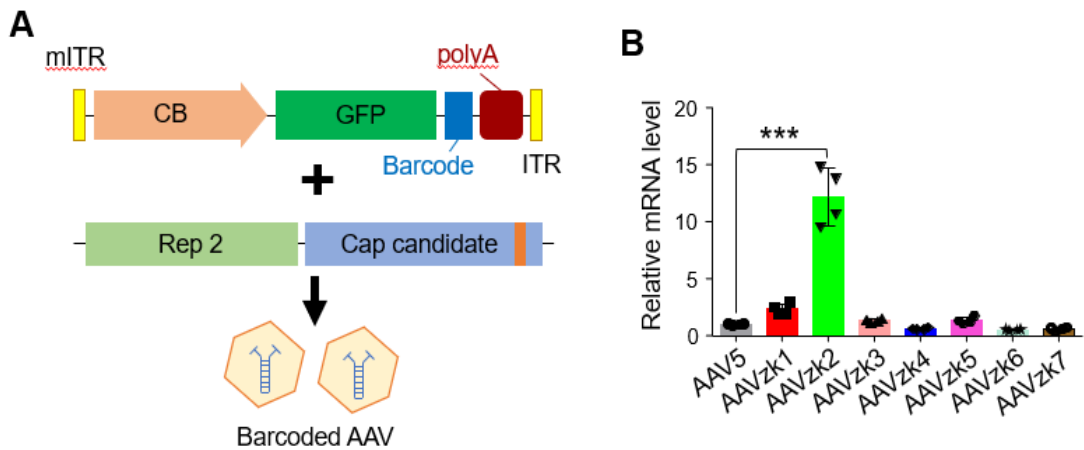 A
mITR
polyA
CB
GFP
Barcode
ITR
+
Rep 2
Cap candidate
Barcoded AAV
B
Relative mRNA level
20
15
10
5
0
***
AAV5
AAVzk1
AAVzk2
AAVzk3
AAVzk4
AAVzk5
AAVzk6
AAVzk7